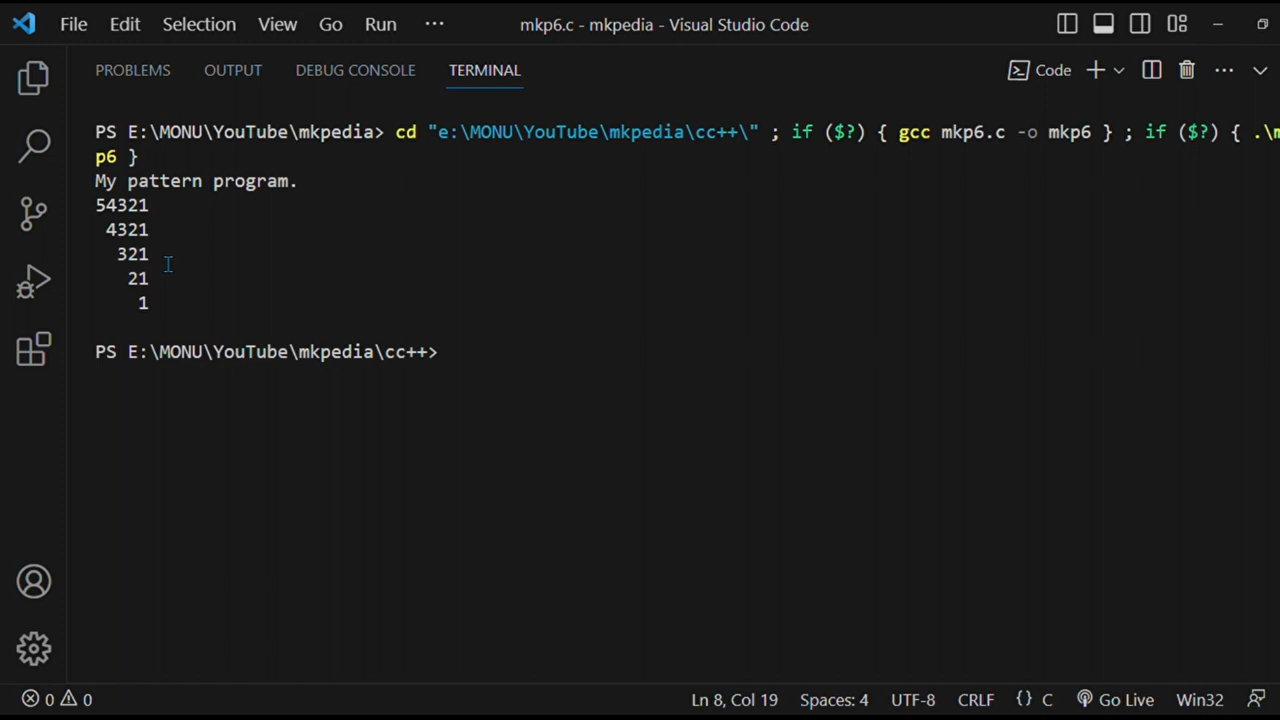 File Edit Selection View Go Run ··· mkp6.c - mkpedia - Visual Studio Code
PROBLEMS OUTPUT DEBUG CONSOLE TERMINAL Code
PS E:\MONU\YouTube\mkpedia> cd "e:\MONU\YouTube\mkpedia\cc++\" ; if ($?) { gcc mkp6.c -o mkp6 } ; if ($?) { .\m
p6 }
My pattern program.
54321
 4321
  321
   21
    1
PS E:\MONU\YouTube\mkpedia\cc++>
0 0 Ln 8, Col 19 Spaces: 4 UTF-8 CRLF {} C Go Live Win32